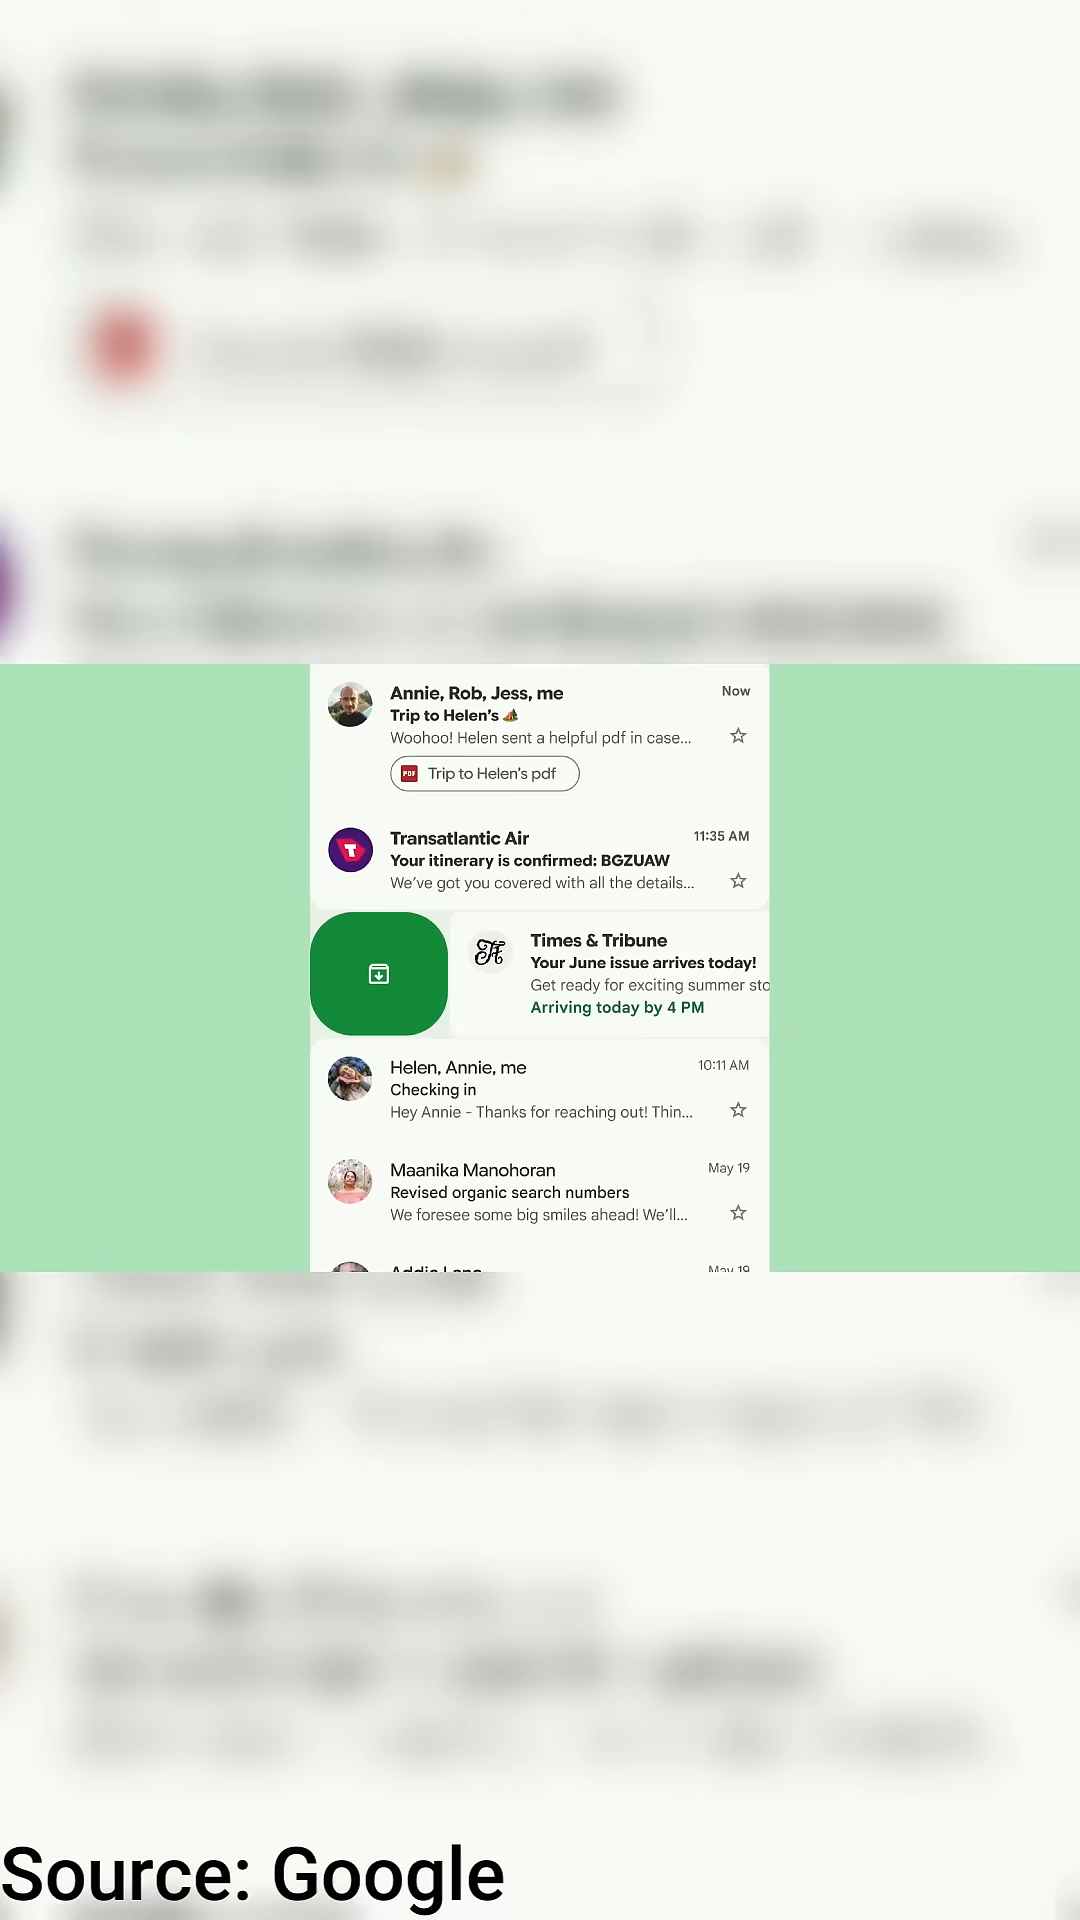 Annie, Rob, Jess, me
Now
Trip to Helen's 🏕️
Woohoo! Helen sent a helpful pdf in case...
PDF
Trip to Helen's pdf
Transatlantic Air
11:35 AM
T
Your itinerary is confirmed: BGZUAW
We've got you covered with all the details...
Times & Tribune
Your June issue arrives today!
Get ready for exciting summer sto
Arriving today by 4 PM
Helen, Annie, me
10:11 AM
Checking in
Hey Annie - Thanks for reaching out! Thin...
Maanika Manohoran
May 19
Revised organic search numbers
We foresee some big smiles ahead! We'll...
May 19
Source: Google